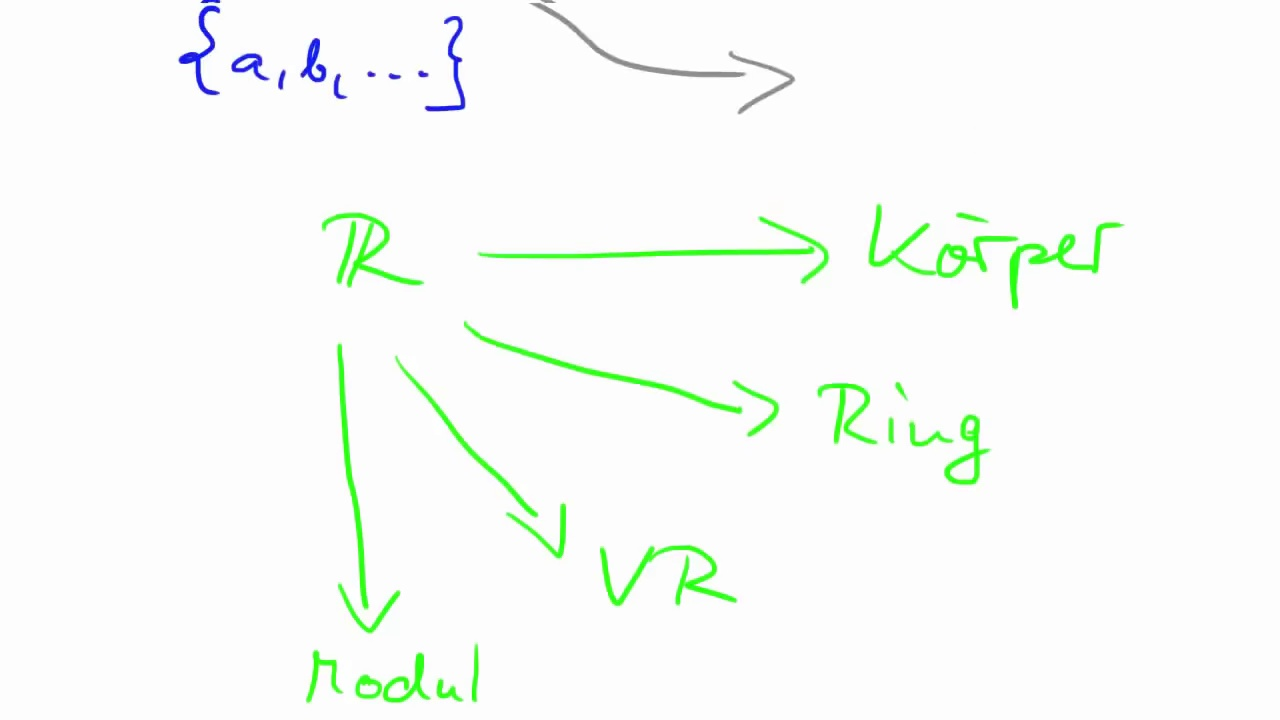 {a, b, ...}
ℝ Körper
Ring
VR
Modul